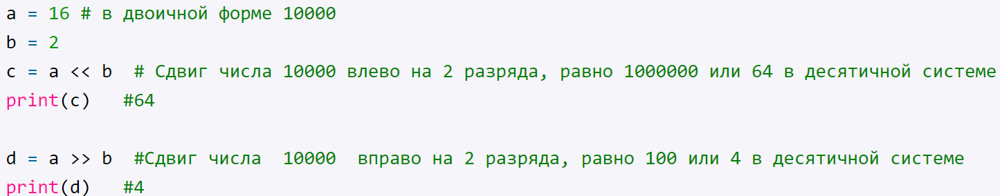 a = 16 # в двоичной форме 10000
b = 2
c = a << b  # Сдвиг числа 10000 влево на 2 разряда, равно 1000000 или 64 в десятичной системе
print(c)   #64
d = a >> b  #Сдвиг числа  10000  вправо на 2 разряда, равно 100 или 4 в десятичной системе
print(d)   #4